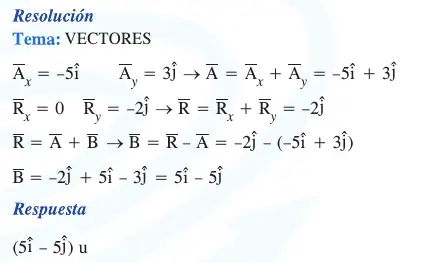 Resolución
Tema: VECTORES
A̅ₓ = –5î A̅ᵧ = 3ĵ → A̅ = A̅ₓ + A̅ᵧ = –5î + 3ĵ
R̅ₓ = 0 R̅ᵧ = –2ĵ → R̅ = R̅ₓ + R̅ᵧ = –2ĵ
R̅ = A̅ + B̅ → B̅ = R̅ – A̅ = –2ĵ – (–5î + 3ĵ)
B̅ = –2ĵ + 5î – 3ĵ = 5î – 5ĵ
Respuesta
(5î – 5ĵ) u